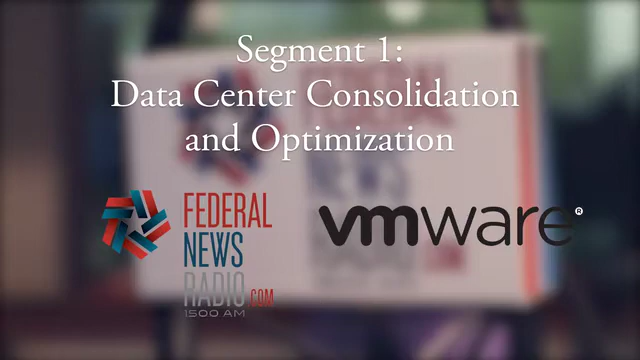 Segment 1:
Data Center Consolidation
and Optimization
FEDERAL
NEWS
RADIO.COM
1500 AM
vmware®